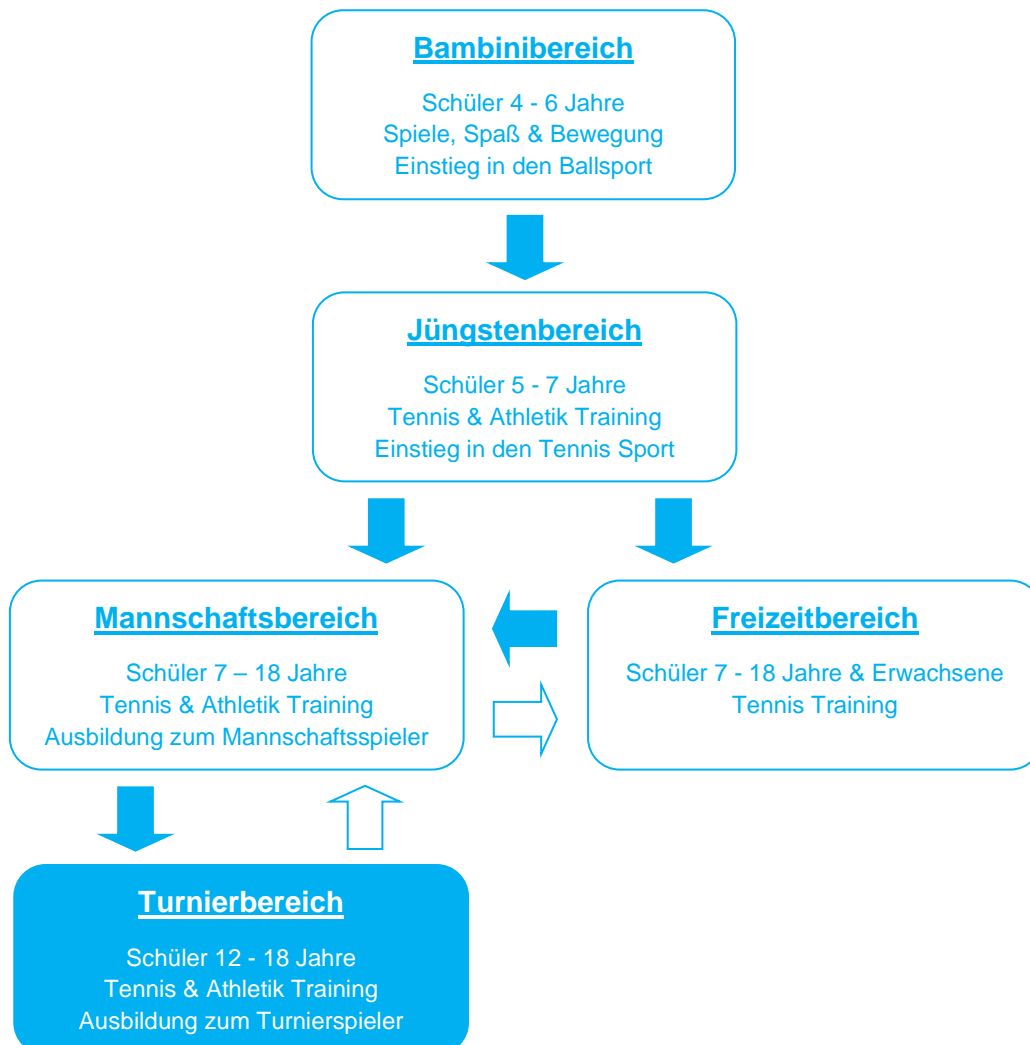 Bambinibereich
Schüler 4 - 6 Jahre
Spiele, Spaß & Bewegung
Einstieg in den Ballsport
Jüngstenbereich
Schüler 5 - 7 Jahre
Tennis & Athletik Training
Einstieg in den Tennis Sport
Mannschaftsbereich
Schüler 7 – 18 Jahre
Tennis & Athletik Training
Ausbildung zum Mannschaftsspieler
Freizeitbereich
Schüler 7 - 18 Jahre & Erwachsene
Tennis Training
Turnierbereich
Schüler 12 - 18 Jahre
Tennis & Athletik Training
Ausbildung zum Turnierspieler